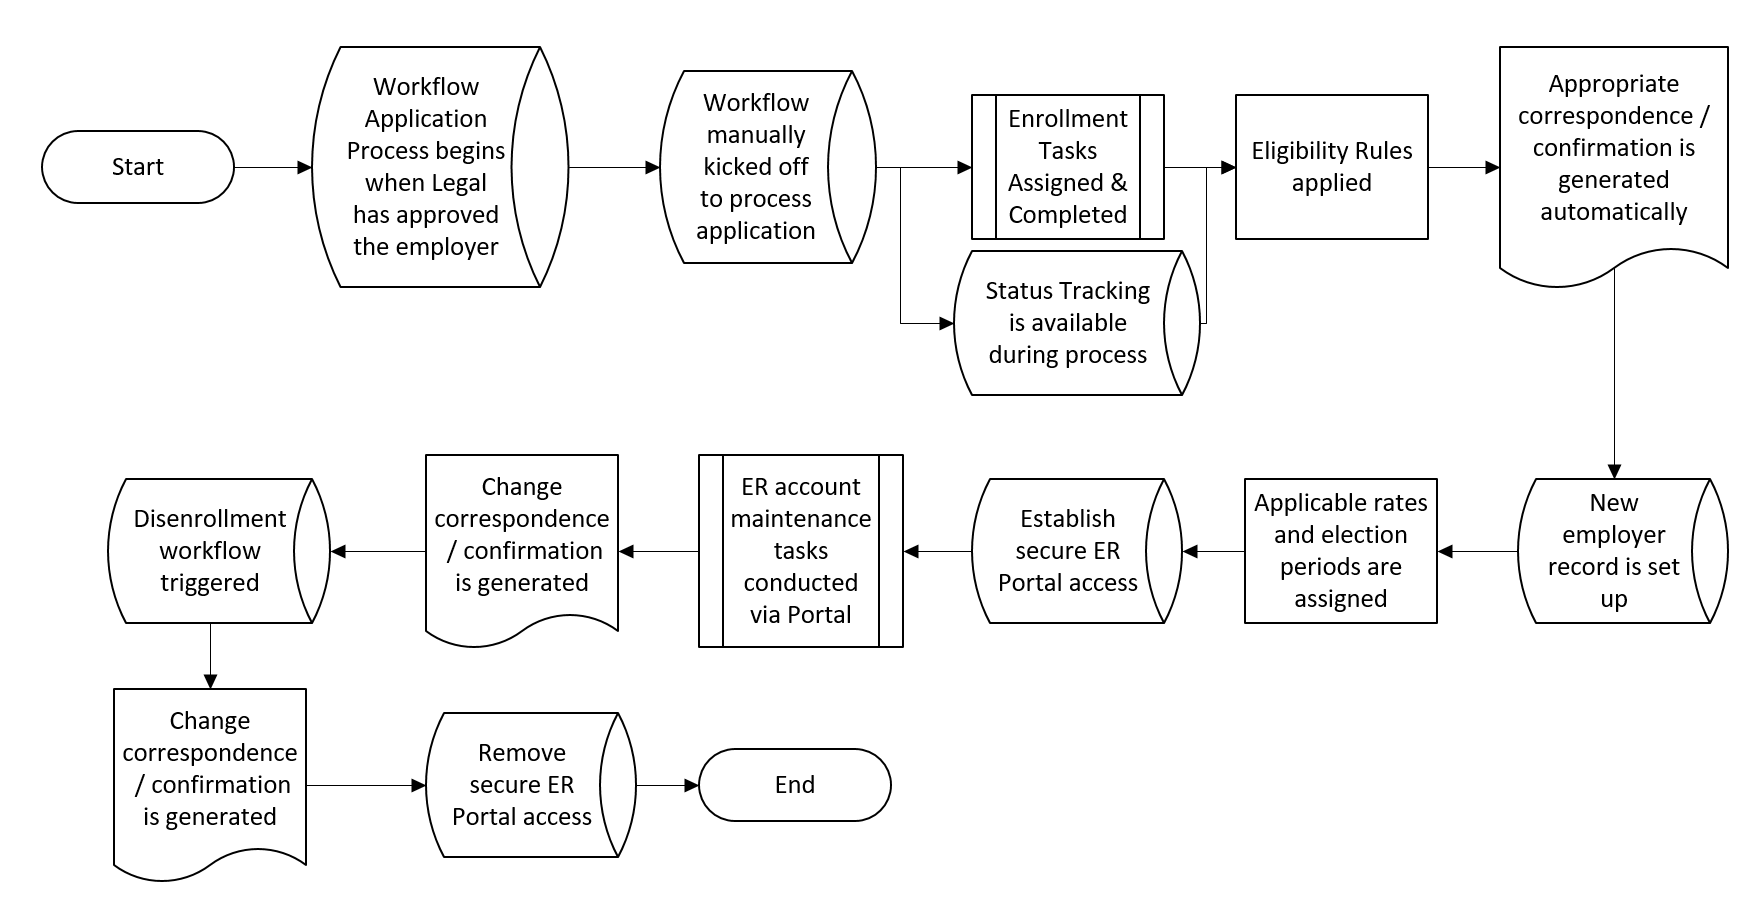 Start
Workflow
Application
Process begins
when Legal
has approved
the employer
Workflow
manually
kicked off
to process
application
Enrollment
Tasks
Assigned &
Completed
Status Tracking
is available
during process
Eligibility Rules
applied
Appropriate
correspondence /
confirmation is
generated
automatically
New
employer
record is set
up
Applicable rates
and election
periods are
assigned
Establish
secure ER
Portal access
ER account
maintenance
tasks
conducted
via Portal
Change
correspondence
/ confirmation
is generated
Disenrollment
workflow
triggered
Change
correspondence
/ confirmation
is generated
Remove
secure ER
Portal access
End